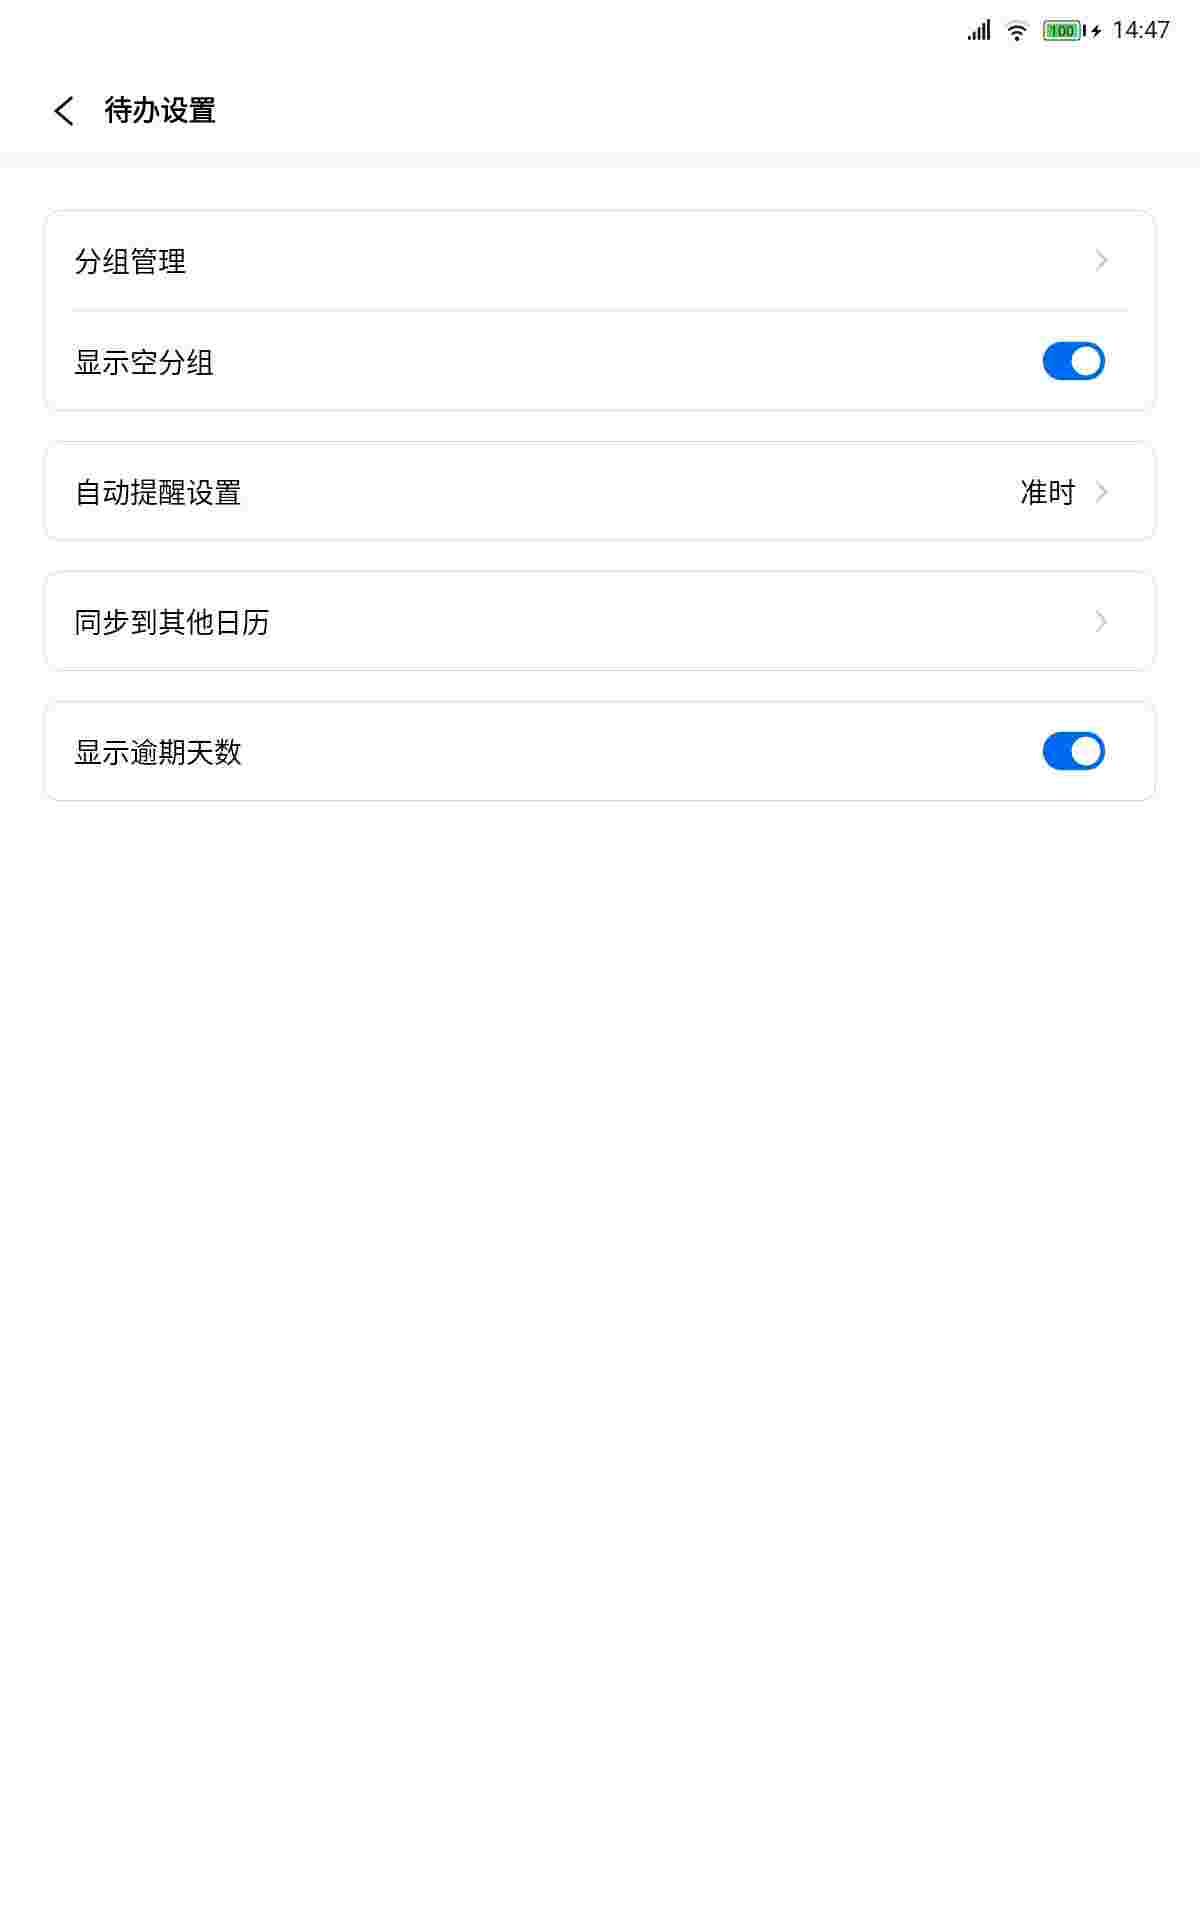 100 14:47
待办设置
分组管理
显示空分组
自动提醒设置 准时
同步到其他日历
显示逾期天数